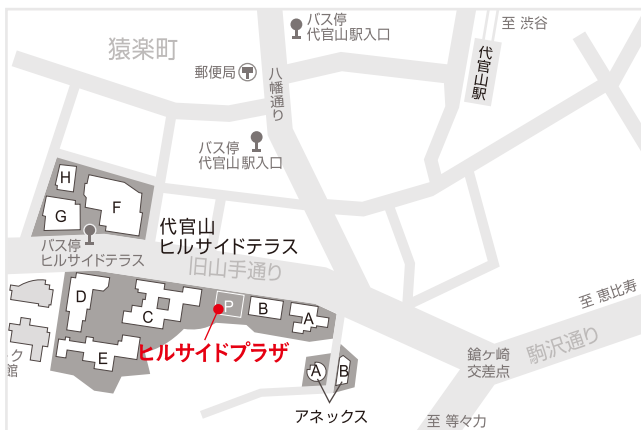 バス停
代官山駅入口
至 渋谷
猿楽町
代官山駅
郵便局
八幡通り
バス停
代官山駅入口
H
F
G
代官山
ヒルサイドテラス
バス停
ヒルサイドテラス
旧山手通り
D
C
P
B
A
E
ヒルサイドプラザ
至 恵比寿
駒沢通り
鎗ヶ崎
交差点
ク
館
A
B
アネックス
至 等々力